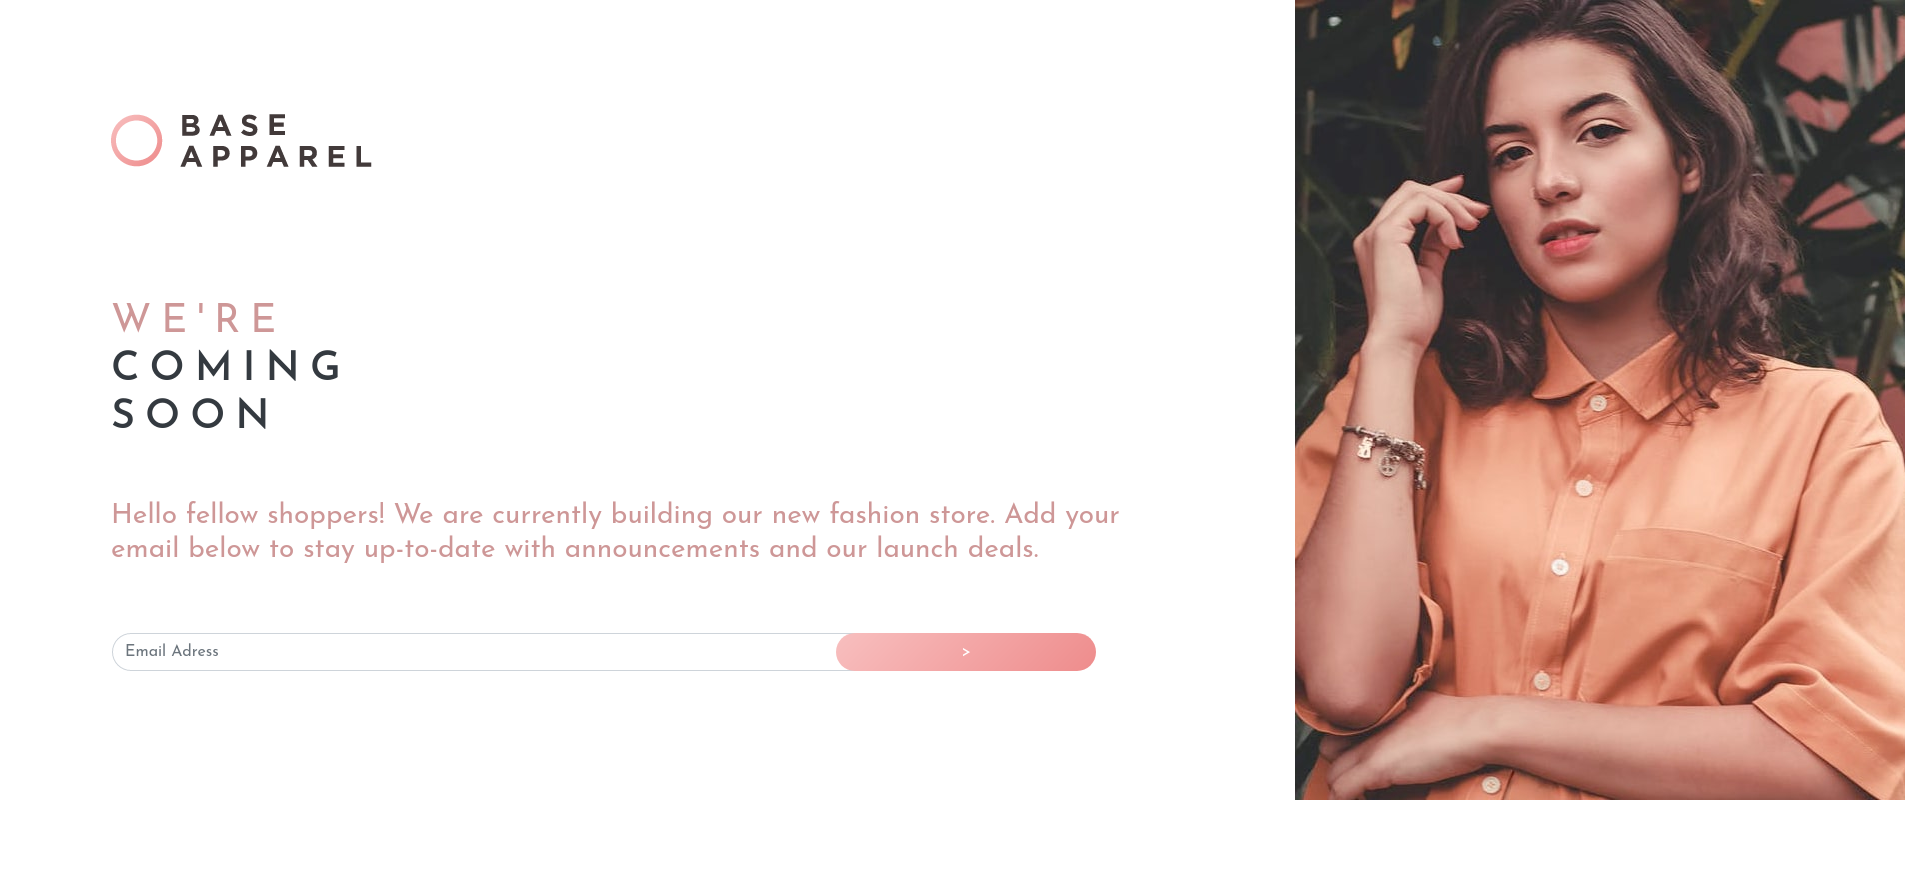 BASE
APPAREL
WE'RE
COMING
SOON
Hello fellow shoppers! We are currently building our new fashion store. Add your
email below to stay up-to-date with announcements and our launch deals.
Email Adress
>